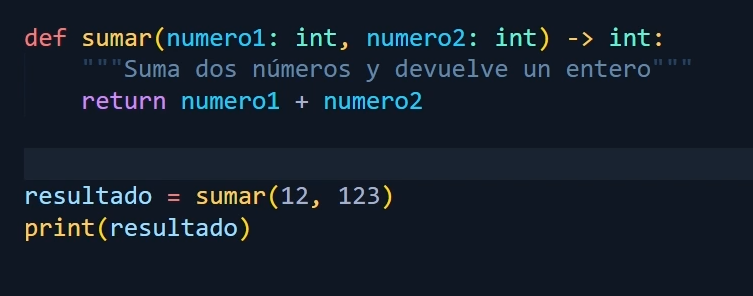 def sumar(numero1: int, numero2: int) -> int:
    """Suma dos números y devuelve un entero"""
    return numero1 + numero2
resultado = sumar(12, 123)
print(resultado)